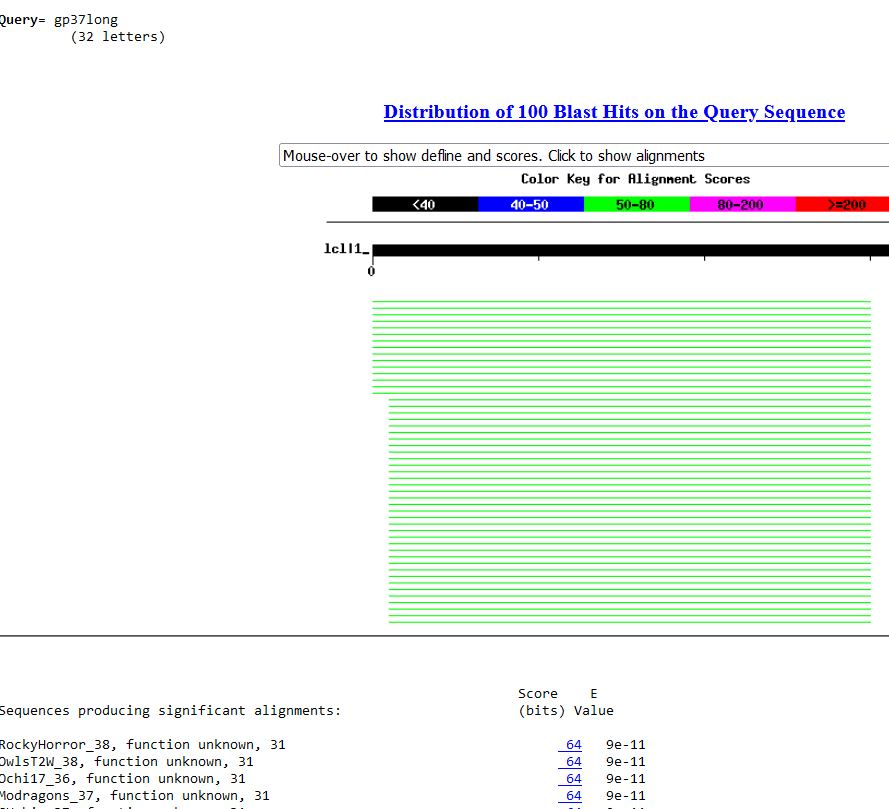 Query= gp37long
(32 letters)
Distribution of 100 Blast Hits on the Query Sequence
Mouse-over to show defline and scores. Click to show alignments
Color Key for Alignment Scores
<40 40-50 50-80 80-200 >=200
lcl|1_
0
Score E
Sequences producing significant alignments: (bits) Value
RockyHorror_38, function unknown, 31 64 9e-11
OwlsT2W_38, function unknown, 31 64 9e-11
Ochi17_36, function unknown, 31 64 9e-11
Modragons_37, function unknown, 31 64 9e-11